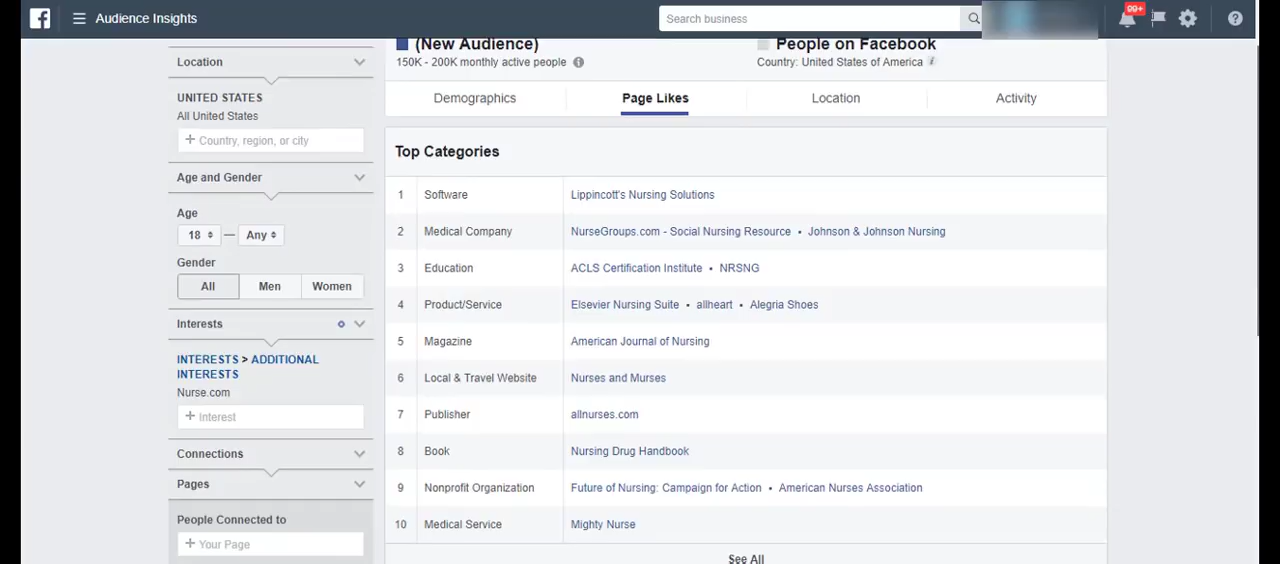 Audience Insights
Search business
99+
Location
UNITED STATES
All United States
+ Country, region, or city
Age and Gender
Age
18 — Any
Gender
All Men Women
Interests
INTERESTS > ADDITIONAL
INTERESTS
Nurse.com
+ Interest
Connections
Pages
People Connected to
+ Your Page
(New Audience)
150K - 200K monthly active people
People on Facebook
Country: United States of America
Demographics Page Likes Location Activity
Top Categories
1 Software Lippincott's Nursing Solutions
2 Medical Company NurseGroups.com - Social Nursing Resource • Johnson & Johnson Nursing
3 Education ACLS Certification Institute • NRSNG
4 Product/Service Elsevier Nursing Suite • allheart • Alegria Shoes
5 Magazine American Journal of Nursing
6 Local & Travel Website Nurses and Murses
7 Publisher allnurses.com
8 Book Nursing Drug Handbook
9 Nonprofit Organization Future of Nursing: Campaign for Action • American Nurses Association
10 Medical Service Mighty Nurse
See All